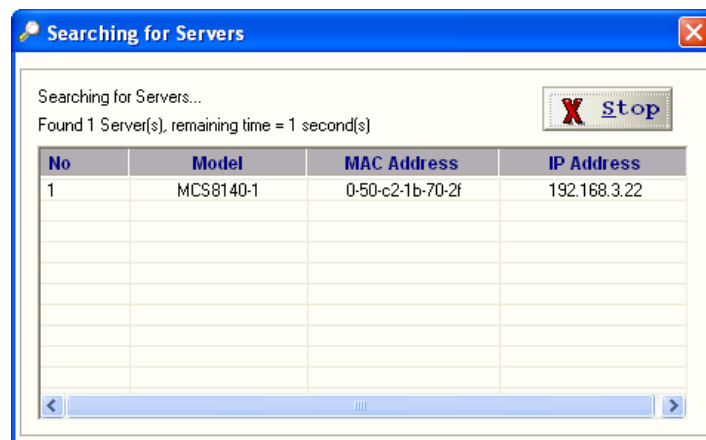 Searching for Servers
Searching for Servers...
Stop
Found 1 Server(s), remaining time = 1 second(s)
No Model MAC Address IP Address
1 MCS8140-1 0-50-c2-1b-70-2f 192.168.3.22